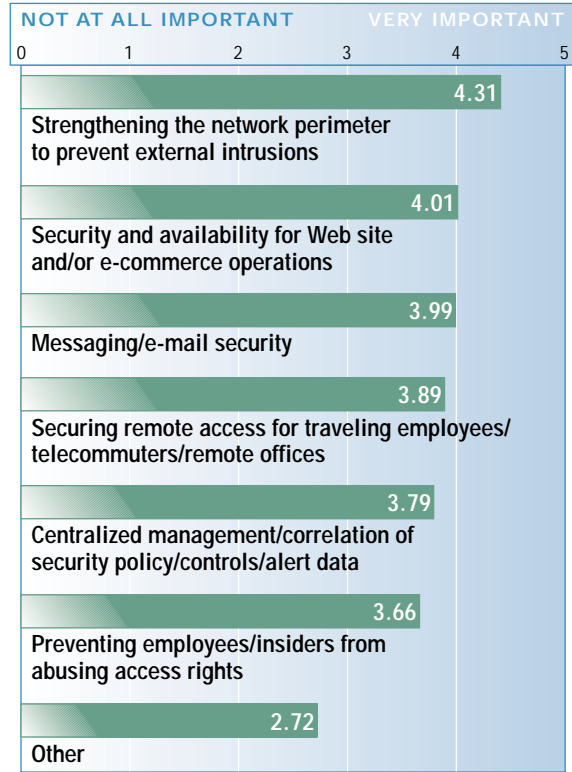 NOT AT ALL IMPORTANT VERY IMPORTANT
0 1 2 3 4 5
4.31
Strengthening the network perimeter
to prevent external intrusions
4.01
Security and availability for Web site
and/or e-commerce operations
3.99
Messaging/e-mail security
3.89
Securing remote access for traveling employees/
telecommuters/remote offices
3.79
Centralized management/correlation of
security policy/controls/alert data
3.66
Preventing employees/insiders from
abusing access rights
2.72
Other